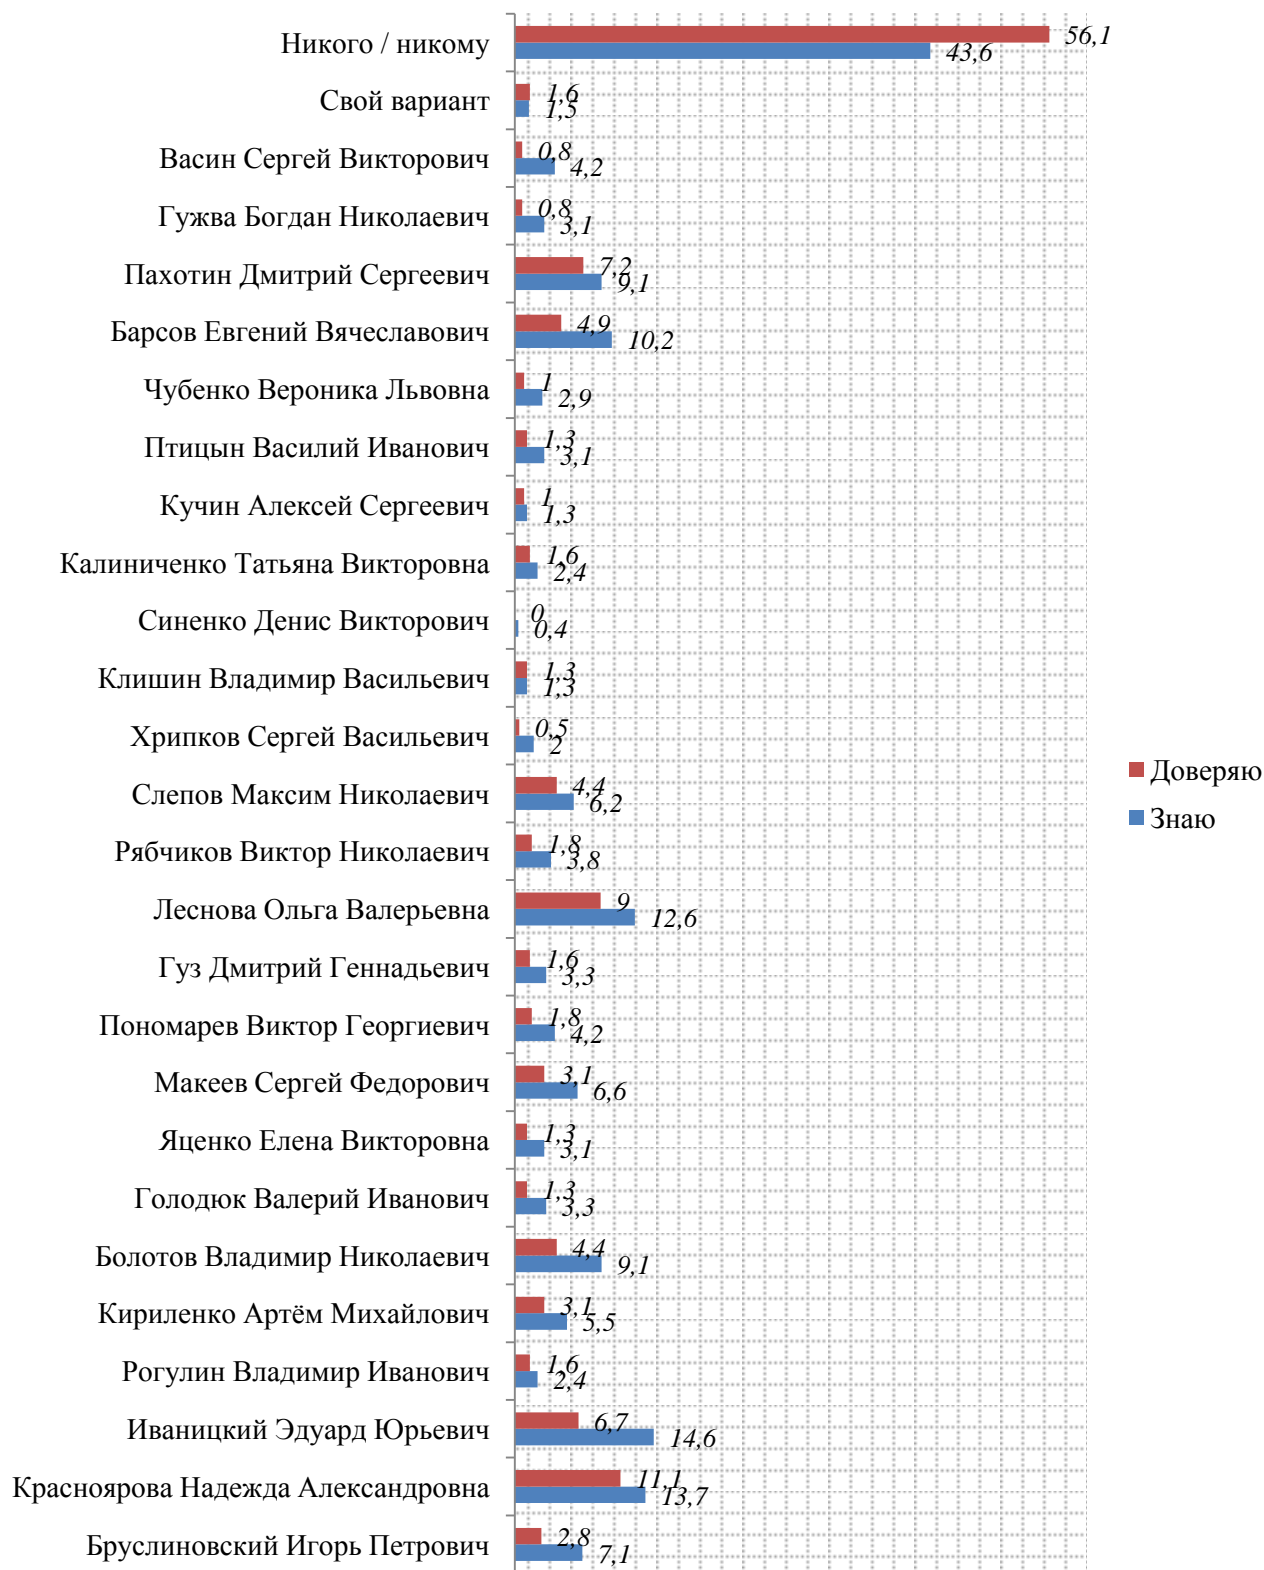 Никого / никому
56,1
43,6
Свой вариант
1,6
1,5
Васин Сергей Викторович
0,8
4,2
Гужва Богдан Николаевич
0,8
3,1
Пахотин Дмитрий Сергеевич
7,2
9,1
Барсов Евгений Вячеславович
4,9
10,2
Чубенко Вероника Львовна
1
2,9
Птицын Василий Иванович
1,3
3,1
Кучин Алексей Сергеевич
1
1,3
Калиниченко Татьяна Викторовна
1,6
2,4
Синенко Денис Викторович
0
0,4
Клишин Владимир Васильевич
1,3
1,3
Хрипков Сергей Васильевич
0,5
2
Слепов Максим Николаевич
4,4
6,2
Рябчиков Виктор Николаевич
1,8
3,8
Леснова Ольга Валерьевна
9
12,6
Гуз Дмитрий Геннадьевич
1,6
3,3
Пономарев Виктор Георгиевич
1,8
4,2
Макеев Сергей Федорович
3,1
6,6
Яценко Елена Викторовна
1,3
3,1
Голодюк Валерий Иванович
1,3
3,3
Болотов Владимир Николаевич
4,4
9,1
Кириленко Артём Михайлович
3,1
5,5
Рогулин Владимир Иванович
1,6
2,4
Иваницкий Эдуард Юрьевич
6,7
14,6
Красноярова Надежда Александровна
11,1
13,7
Бруслиновский Игорь Петрович
2,8
7,1
Доверяю
Знаю